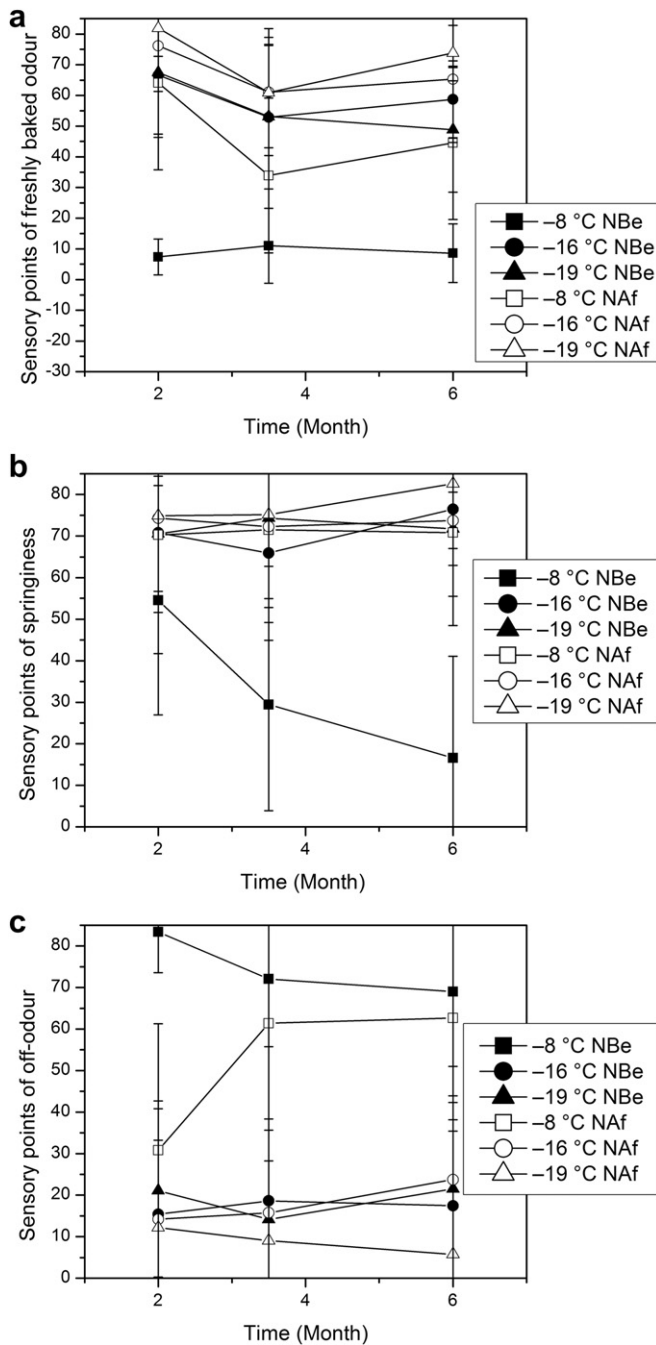 a
Sensory points of freshly baked odour
80
70
60
50
40
30
20
10
0
-10
-20
-30
2
4
6
Time (Month)
–8 °C NBe
–16 °C NBe
–19 °C NBe
–8 °C NAf
–16 °C NAf
–19 °C NAf
b
Sensory points of springiness
80
70
60
50
40
30
20
10
0
2
4
6
Time (Month)
–8 °C NBe
–16 °C NBe
–19 °C NBe
–8 °C NAf
–16 °C NAf
–19 °C NAf
c
Sensory points of off-odour
80
70
60
50
40
30
20
10
0
2
4
6
Time (Month)
–8 °C NBe
–16 °C NBe
–19 °C NBe
–8 °C NAf
–16 °C NAf
–19 °C NAf